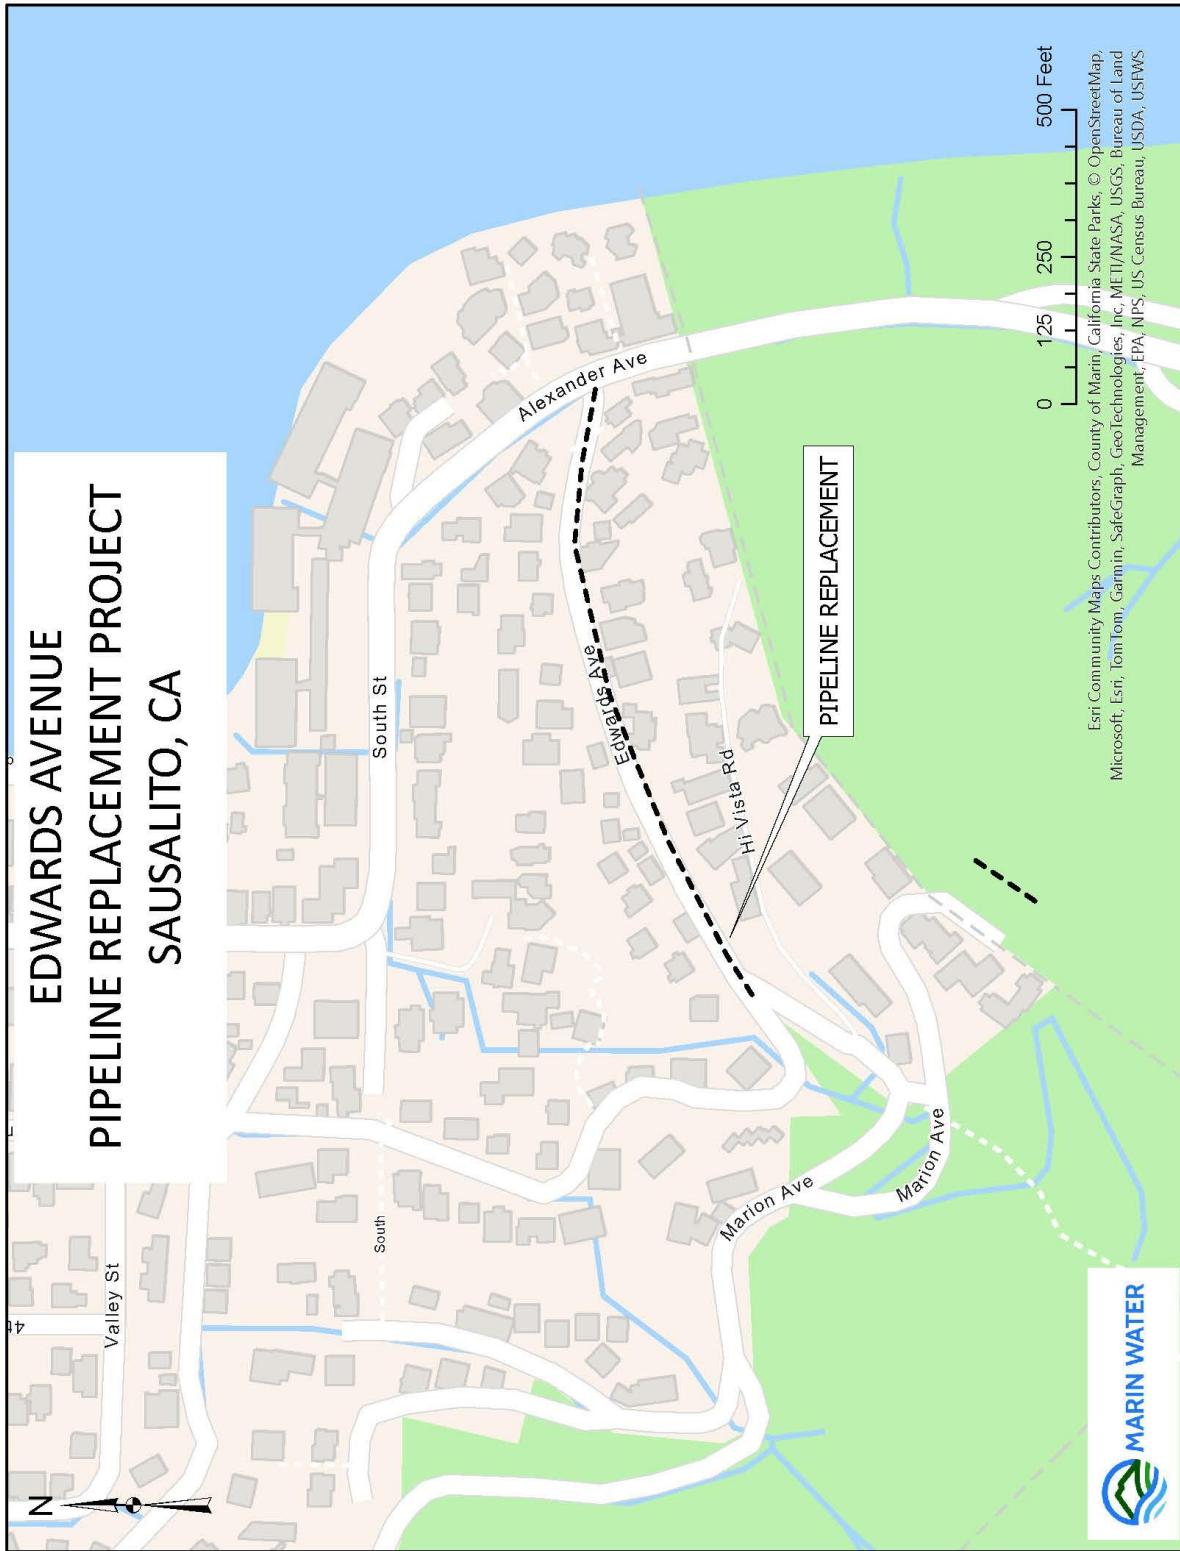 EDWARDS AVENUE
PIPELINE REPLACEMENT PROJECT
SAUSALITO, CA
N
4t
Valley St
South St
South
Alexander Ave
Edwards Ave
Hi Vista Rd
Marion Ave
Marion Ave
PIPELINE REPLACEMENT
0 125 250 500 Feet
Esri Community Maps Contributors, County of Marin, California State Parks, © OpenStreetMap,
Microsoft, Esri, TomTom, Garmin, SafeGraph, GeoTechnologies, Inc, METI/NASA, USGS, Bureau of Land
Management, EPA, NPS, US Census Bureau, USDA, USFWS
MARIN WATER